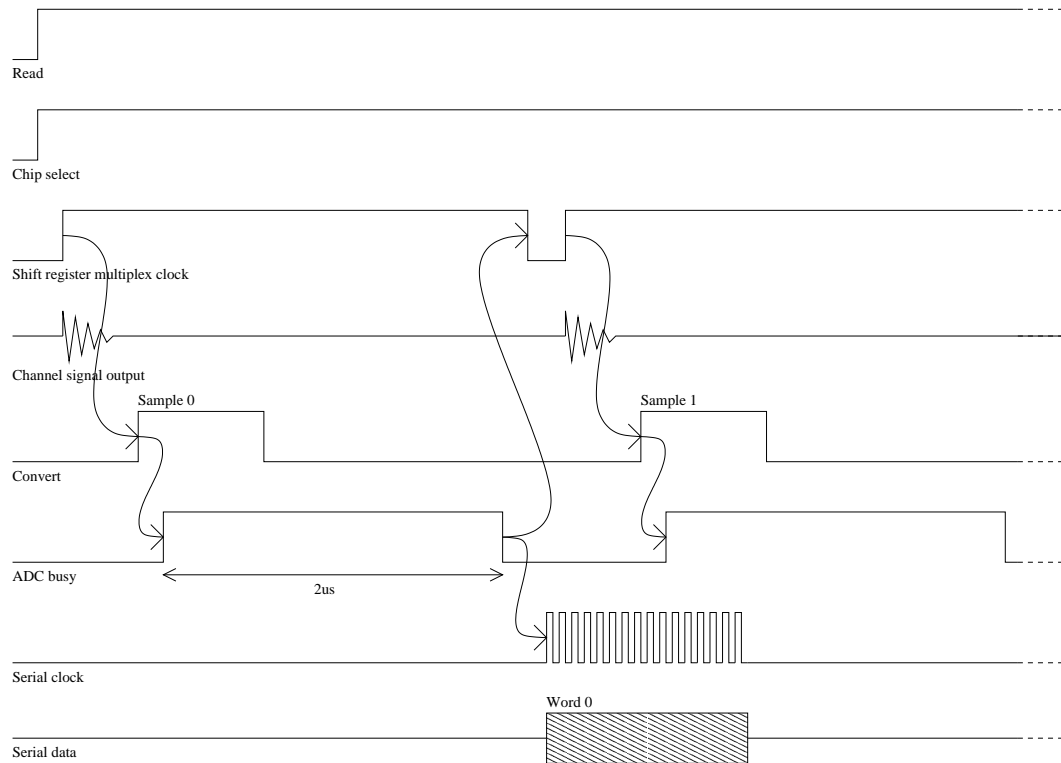 Read
Chip select
Shift register multiplex clock
Channel signal output
Sample 0
Sample 1
Convert
ADC busy
2us
Serial clock
Word 0
Serial data